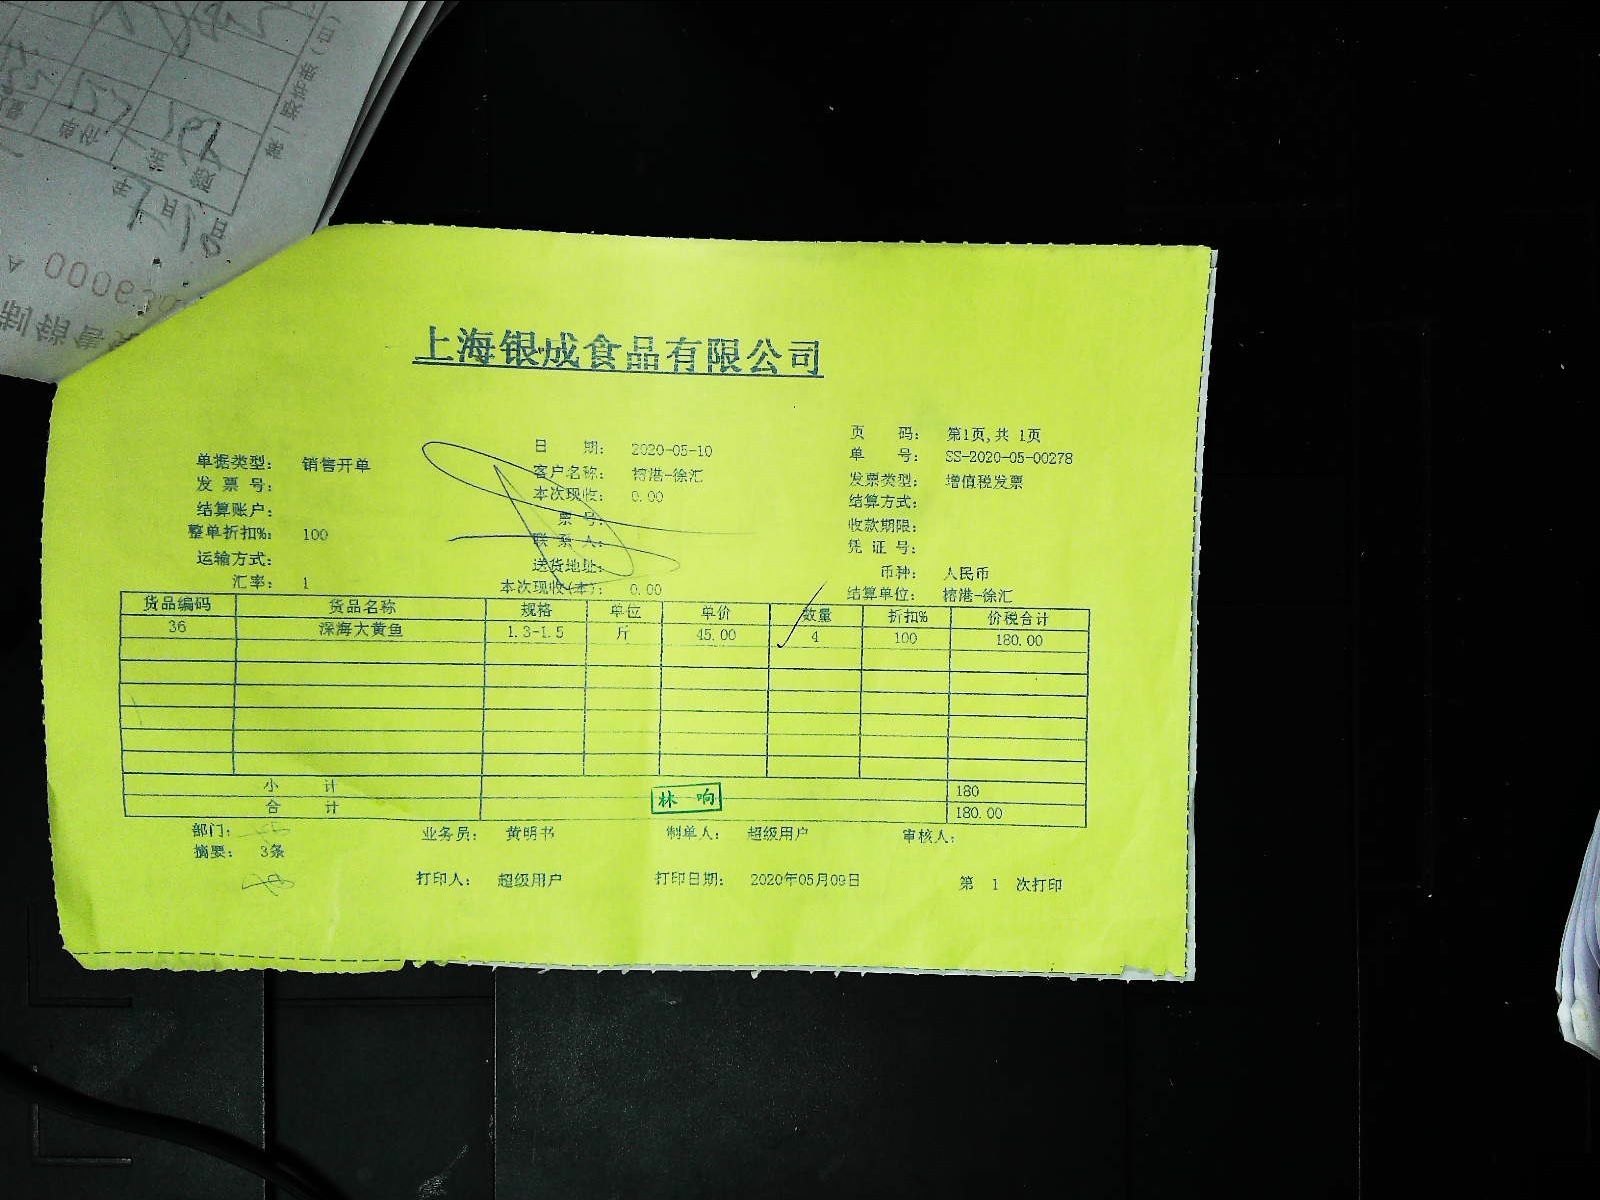 上海银成食品有限公司
页 码： 第1页,共 1页
日 期： 2020-05-10
单 号： SS-2020-05-00278
单据类型： 销售开单
客户名称： 榕港-徐汇
发票类型： 增值税发票
发 票 号：
本次现收： 0.00
结算方式：
结算账户：
票 号：
收款期限：
整单折扣%： 100
联 系 人：
凭 证 号：
运输方式：
送货地址：
币种： 人民币
汇率： 1
本次现收(本)： 0.00
结算单位： 榕港-徐汇
货品编码 货品名称 规格 单位 单价 数量 折扣% 价税合计
36 深海大黄鱼 1.3-1.5 斤 45.00 4 100 180.00
小 计 180
合 计 180.00
林 响
部门： 业务员： 黄明书 制单人： 超级用户 审核人：
摘要： 3条
打印人： 超级用户 打印日期： 2020年05月09日 第 1 次打印